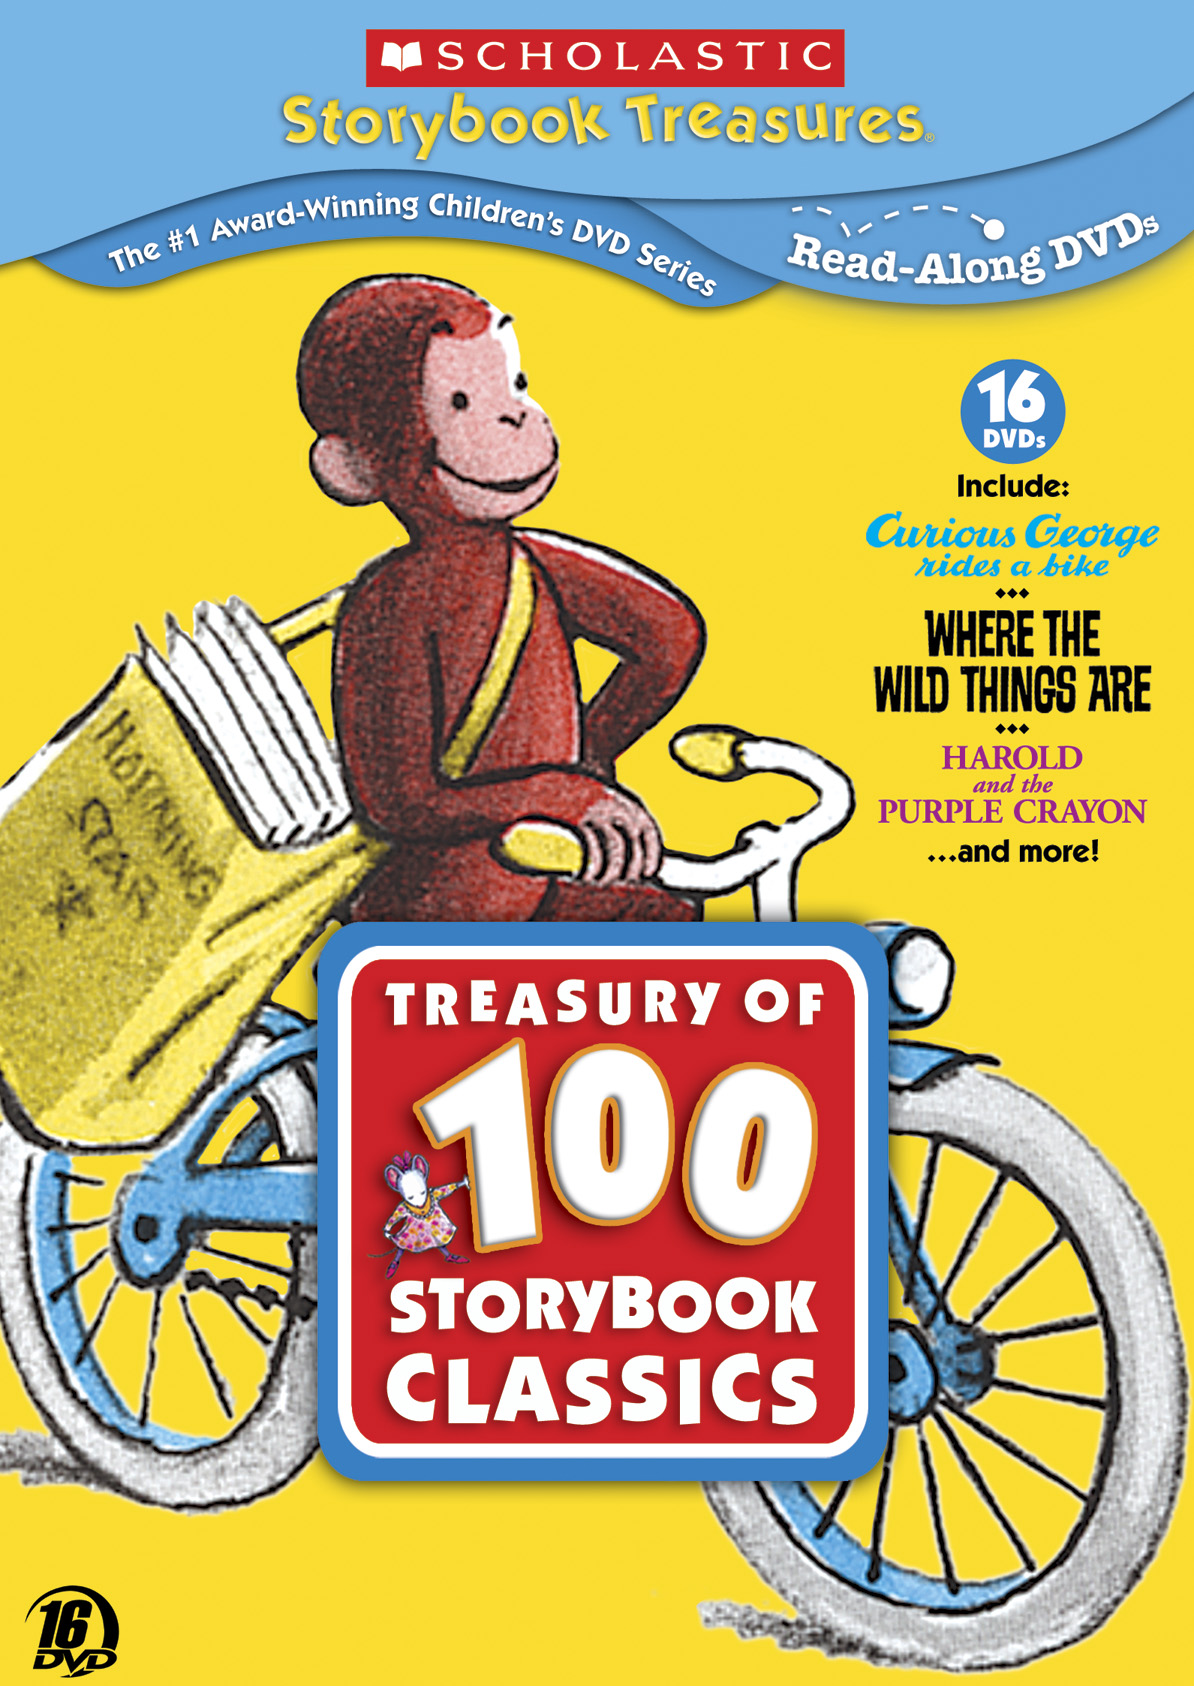 SCHOLASTIC
Storybook Treasures®
The #1 Award-Winning Children's DVD Series
Read-Along DVDs
16
DVDs
Include:
Curious George
rides a bike
WHERE THE
WILD THINGS ARE
HAROLD
and the
PURPLE CRAYON
...and more!
MORNING
STAR
TREASURY OF
100
STORYBOOK
CLASSICS
16
DVD